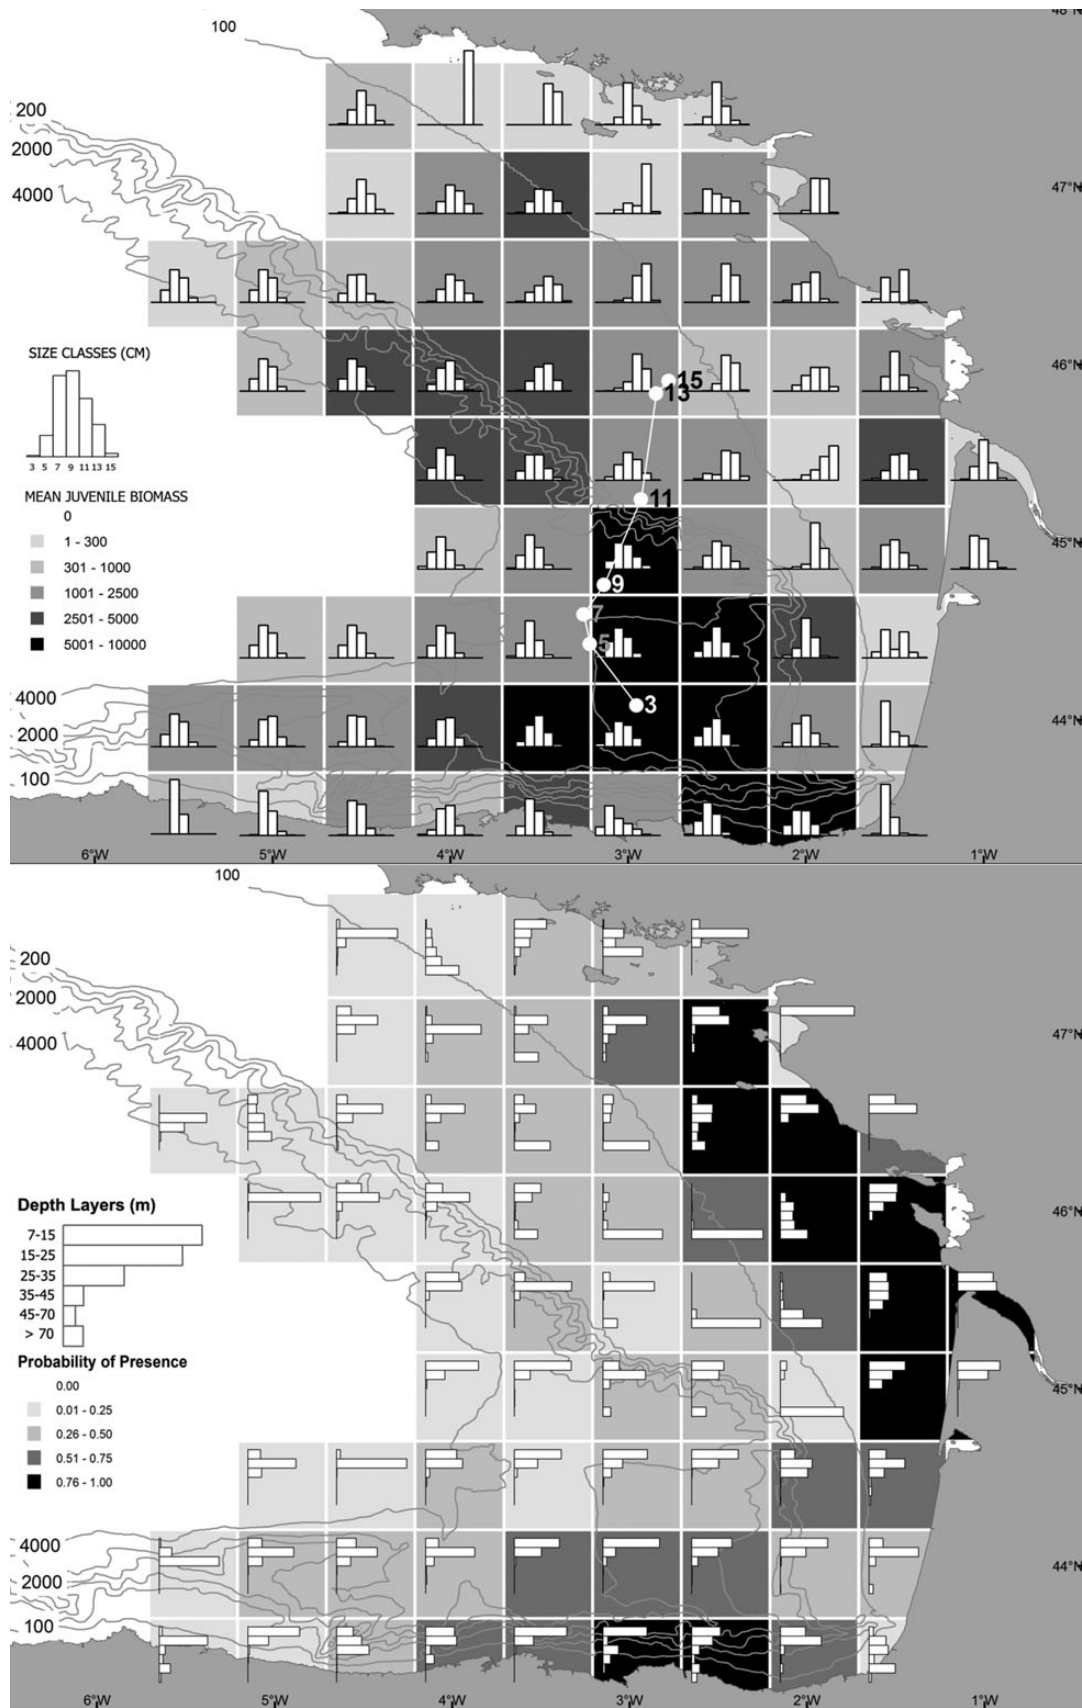 48°N
100
200
2000
4000
47°N
SIZE CLASSES (CM)
3 5 7 9 11 13 15
46°N
15
13
MEAN JUVENILE BIOMASS
0
1 - 300
301 - 1000
1001 - 2500
2501 - 5000
5001 - 10000
11
45°N
9
7
5
4000
3
44°N
2000
100
6°W 5°W 4°W 3°W 2°W 1°W
100
200
2000
4000
47°N
Depth Layers (m)
7-15
15-25
25-35
35-45
45-70
> 70
46°N
Probability of Presence
0.00
0.01 - 0.25
0.26 - 0.50
0.51 - 0.75
0.76 - 1.00
45°N
4000
44°N
2000
100
6°W 5°W 4°W 3°W 2°W 1°W